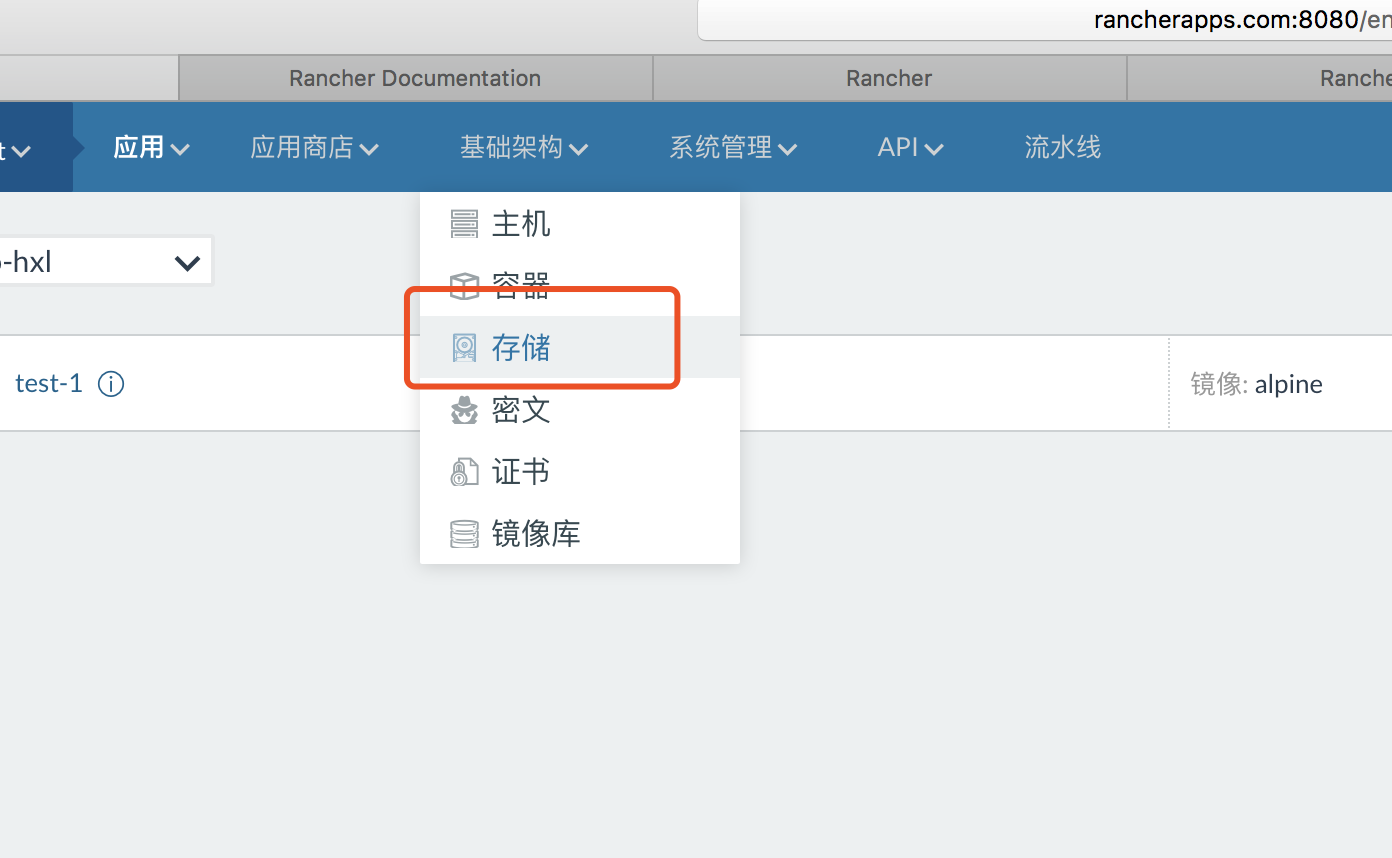 rancherapps.com:8080/en
Rancher Documentation
Rancher
Ranche
t
应用
应用商店
基础架构
系统管理
API
流水线
主机
-hxl
容器
存储
test-1
镜像: alpine
密文
证书
镜像库